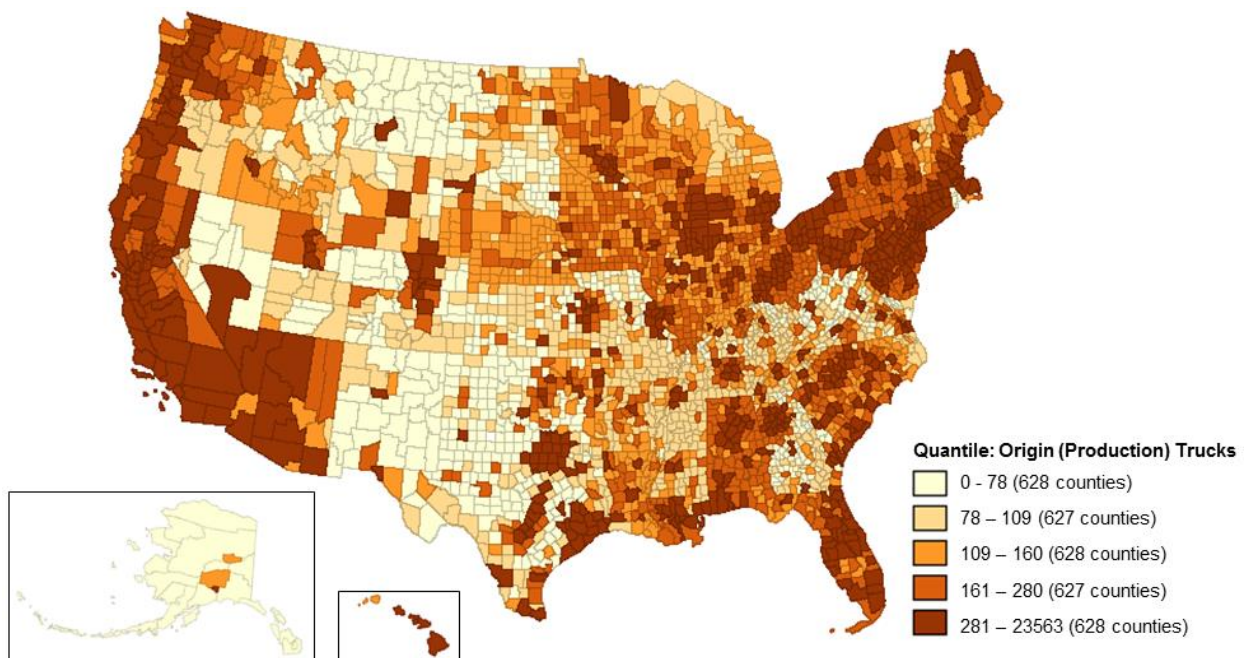 Quantile: Origin (Production) Trucks
0 - 78 (628 counties)
78 – 109 (627 counties)
109 – 160 (628 counties)
161 – 280 (627 counties)
281 – 23563 (628 counties)